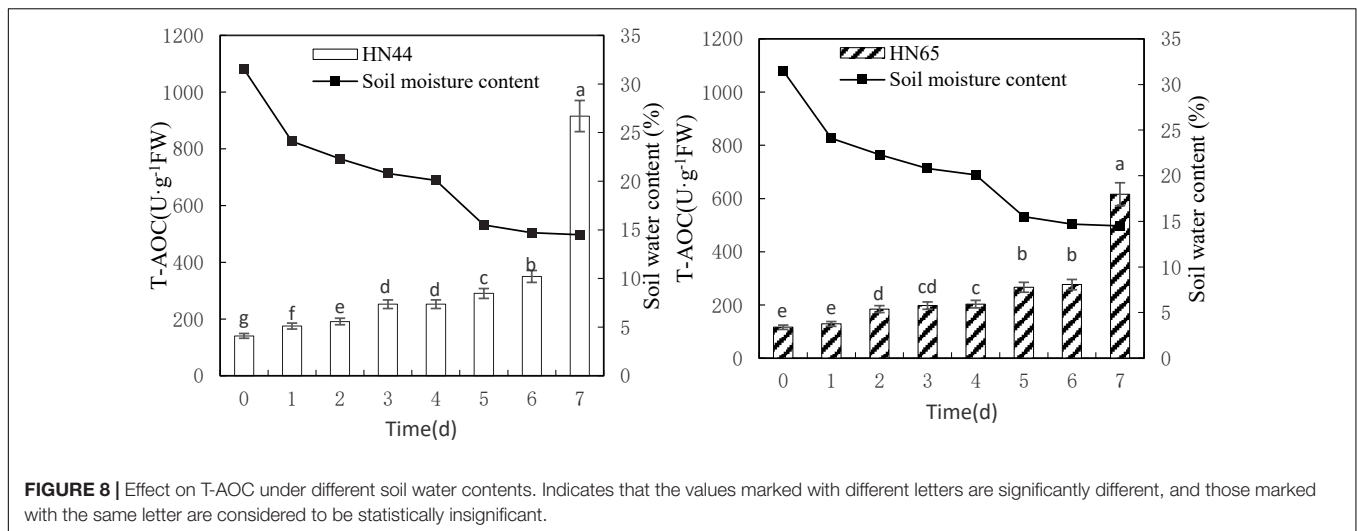 1200
1000
800
600
400
200
0
T-AOC(U·g⁻¹FW)
HN44
Soil moisture content
g
f
e
d
d
c
b
a
0 1 2 3 4 5 6 7
Time(d)
35
30
25
20
15
10
5
0
Soil water content (%)
1200
1000
800
600
400
200
0
T-AOC(U·g⁻¹FW)
HN65
Soil moisture content
e
e
d
cd
c
b
b
a
0 1 2 3 4 5 6 7
Time(d)
35
30
25
20
15
10
5
0
Soil water content (%)
FIGURE 8 | Effect on T-AOC under different soil water contents. Indicates that the values marked with different letters are significantly different, and those marked
with the same letter are considered to be statistically insignificant.